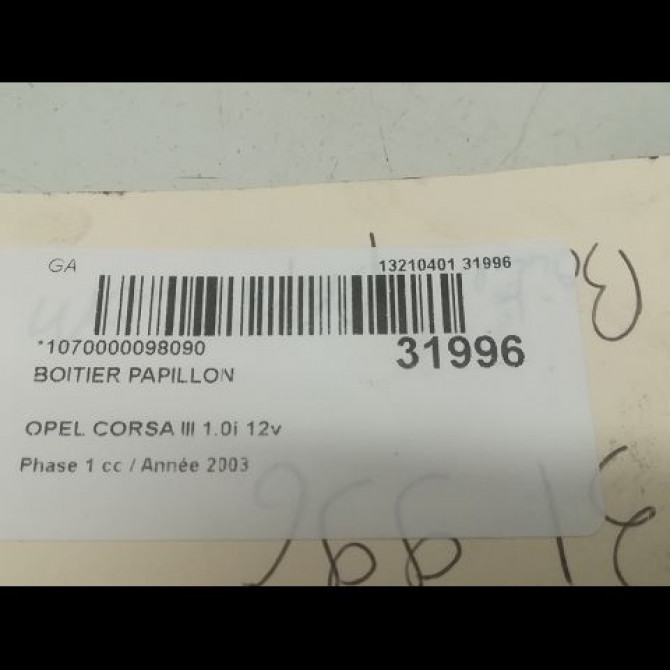 GA 13210401 31996
*1070000098090 31996
BOITIER PAPILLON
OPEL CORSA III 1.0i 12v
Phase 1 cc / Année 2003